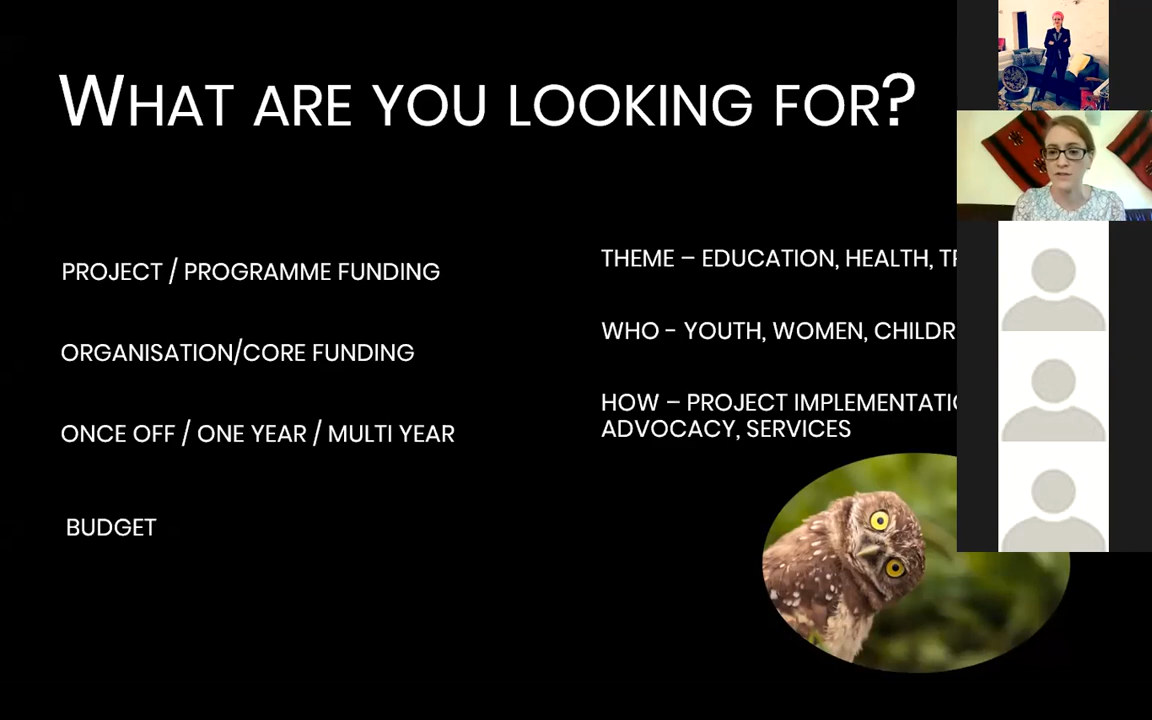 WHAT ARE YOU LOOKING FOR?
PROJECT / PROGRAMME FUNDING
ORGANISATION/CORE FUNDING
ONCE OFF / ONE YEAR / MULTI YEAR
BUDGET
THEME – EDUCATION, HEALTH,
WHO - YOUTH, WOMEN,
HOW – PROJECT
ADVOCACY, SERVICES